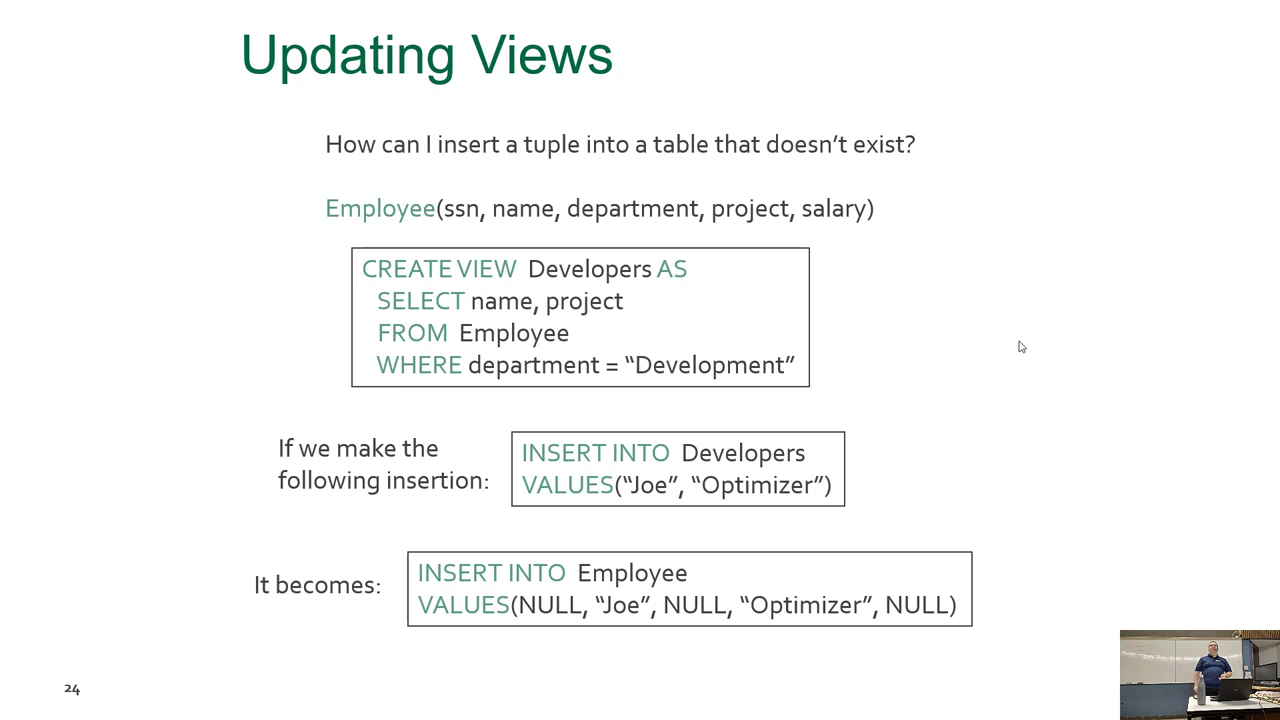 Updating Views
How can I insert a tuple into a table that doesn’t exist?
Employee(ssn, name, department, project, salary)
CREATE VIEW Developers AS
SELECT name, project
FROM Employee
WHERE department = “Development”
If we make the
following insertion:
INSERT INTO Developers
VALUES(“Joe”, “Optimizer”)
It becomes:
INSERT INTO Employee
VALUES(NULL, “Joe”, NULL, “Optimizer”, NULL)
24